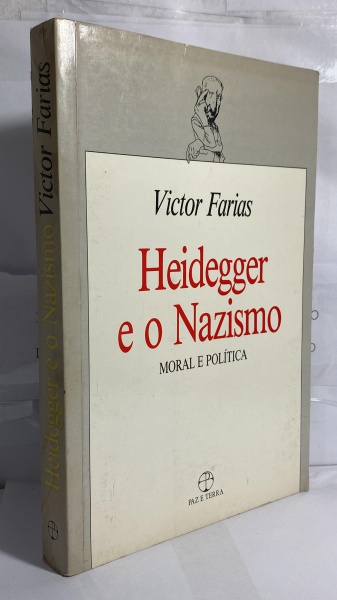 Victor Farias
Heidegger
e o Nazismo
MORAL E POLÍTICA
PAZ E TERRA
Heidegger e o Nazismo Victor Farias